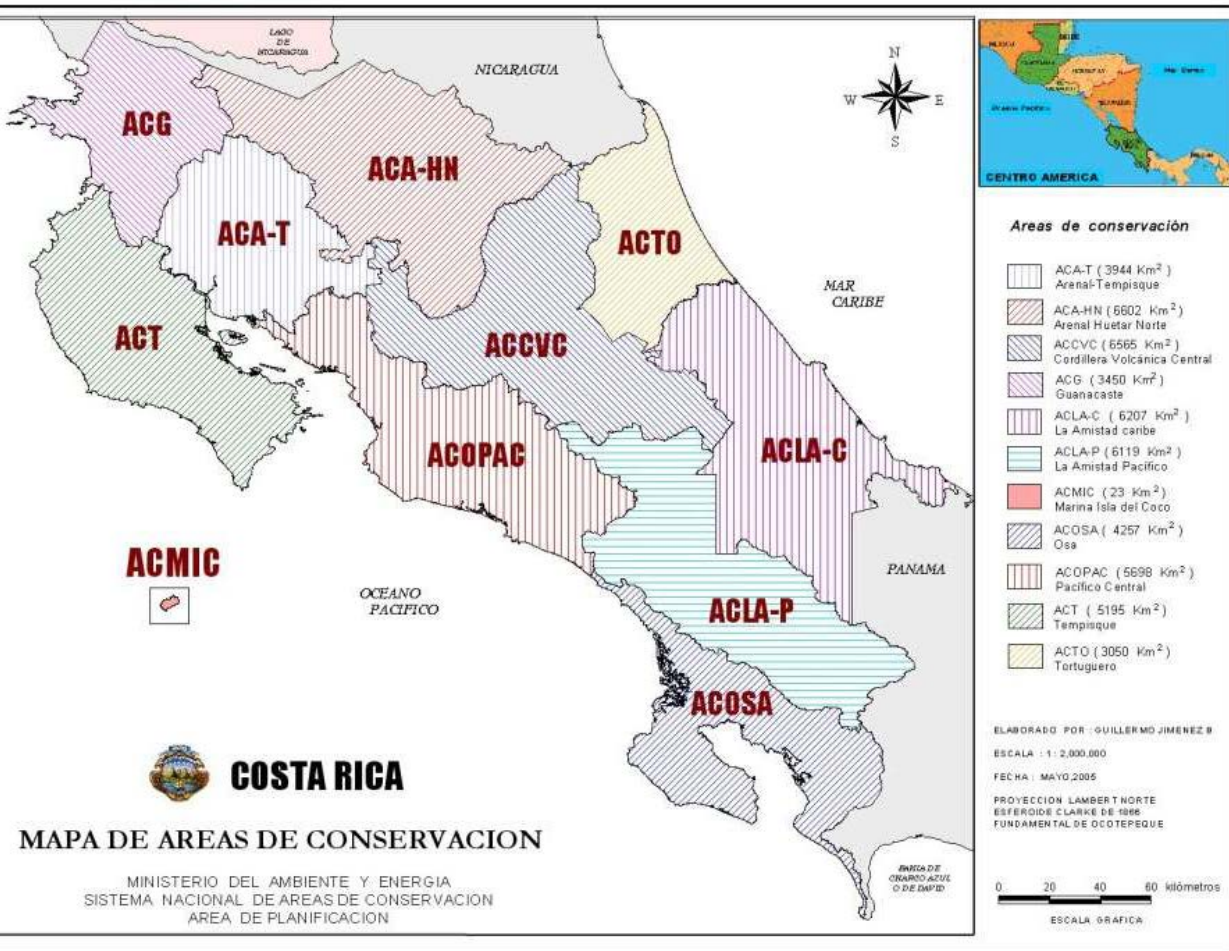 LAGO
DE
NICARAGUA
NICARAGUA
N
W
E
S
ACG
ACA-HN
ACA-T
ACTO
MAR
CARIBE
ACT
ACCVC
ACOPAC
ACLA-C
ACMIC
OCEANO
PACIFICO
PANAMA
ACLA-P
ACOSA
COSTA RICA
MAPA DE AREAS DE CONSERVACION
MINISTERIO DEL AMBIENTE Y ENERGIA
SISTEMA NACIONAL DE AREAS DE CONSERVACION
AREA DE PLANIFICACION
BAHIA DE
CHARCO AZUL
O DE DAVID
MEXICO
Oceano Pacifico
CENTRO AMERICA
Areas de conservación
ACA-T (3944 Km²)
Arenal-Tempisque
ACA-HN (6602 Km²)
Arenal Huetar Norte
ACCVC (6565 Km²)
Cordillera Volcánica Central
ACG (3450 Km²)
Guanacaste
ACLA-C (6207 Km²)
La Amistad caribe
ACLA-P (6119 Km²)
La Amistad Pacífico
ACMIC (23 Km²)
Marina Isla del Coco
ACOSA (4257 Km²)
Osa
ACOPAC (5698 Km²)
Pacífico Central
ACT (5195 Km²)
Tempisque
ACTO (3050 Km²)
Tortuguero
ELABORADO POR : GUILLERMO JIMENEZ B
ESCALA : 1: 2,000,000
FECHA : MAYO,2005
PROYECCION LAMBERT NORTE
ESFEROIDE CLARKE DE 1866
FUNDAMENTAL DE OCOTEPEQUE
0 20 40 60 kilómetros
ESCALA GRAFICA